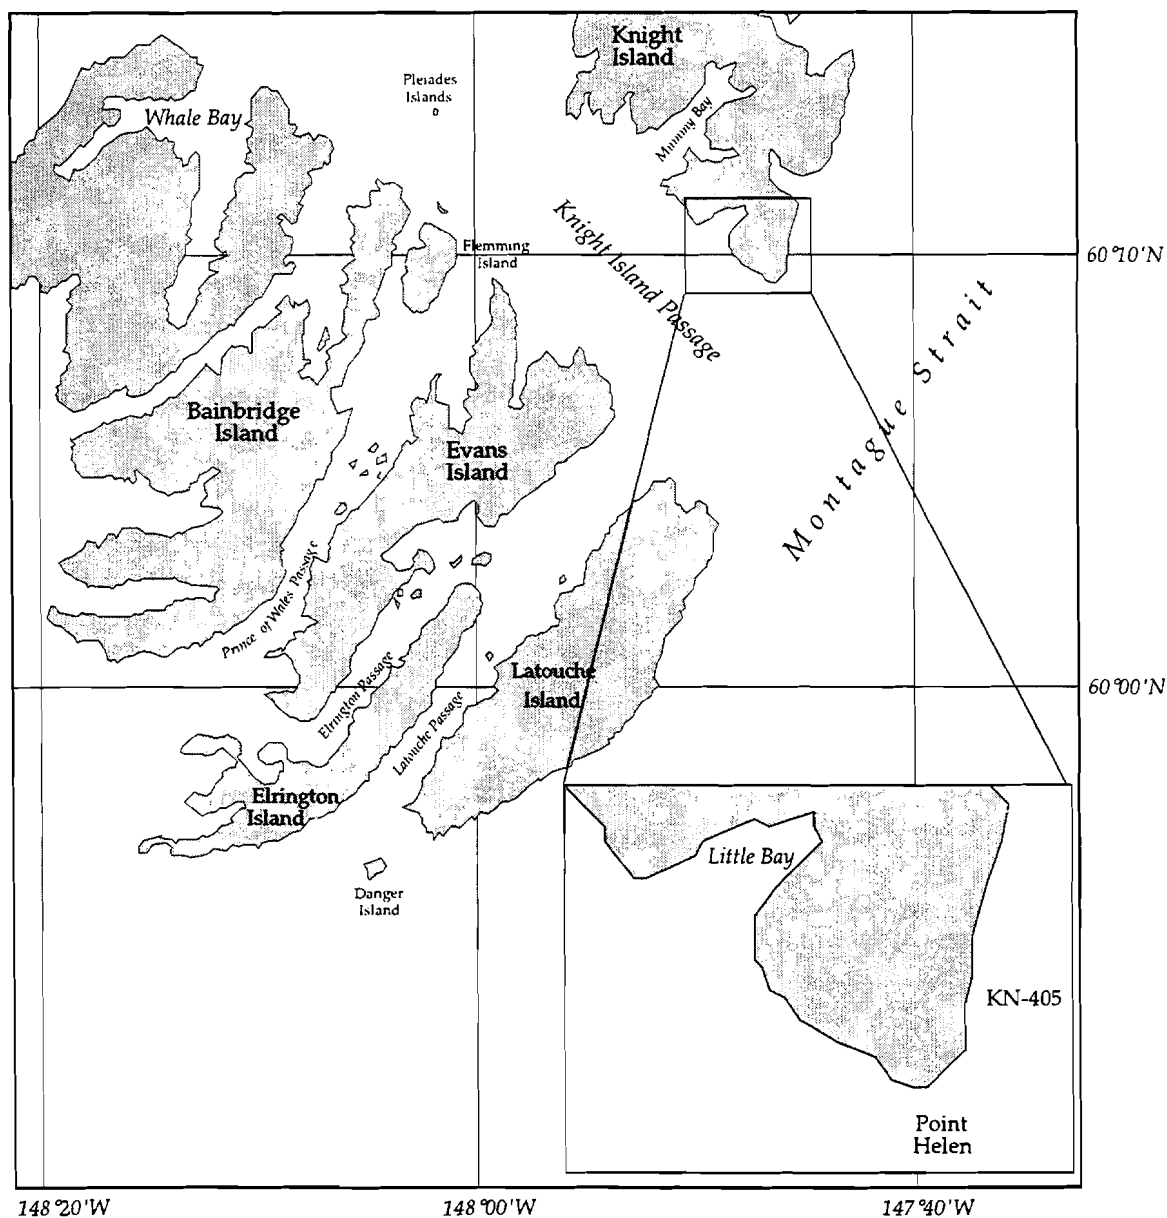 Knight
Island
Pleiades
Islands
Whale Bay
Mummy Bay
Knight Island Passage
Flemming
Island
60°10'N
Montague Strait
Bainbridge
Island
Evans
Island
Prince of Wales Passage
Elrington Passage
Latouche Passage
Latouche
Island
60°00'N
Elrington
Island
Danger
Island
Little Bay
KN-405
Point
Helen
148°20'W
148°00'W
147°40'W